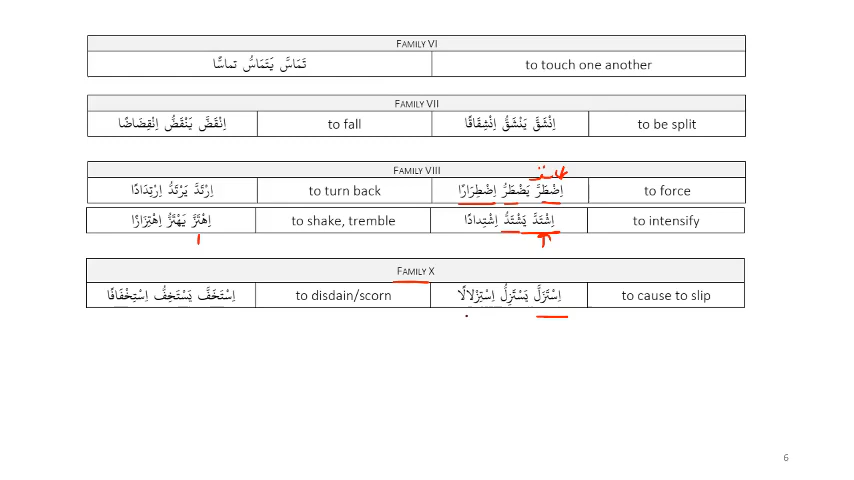 FAMILY VI
تَمَاسَّ يَتَمَاسُّ تماسًّا to touch one another
FAMILY VII
اِنْقَضَّ يَنْقَضُّ اِنْقِضَاضًا to fall اِنْشَقَّ يَنْشَقُّ اِنْشِقَاقًا to be split
FAMILY VIII
اِرْتَدَّ يَرْتَدُّ اِرْتِدَادًا to turn back اِضْطَرَّ يَضْطَرُّ اِضْطِرَارًا to force
اِهْتَزَّ يَهْتَزُّ اِهْتِزَازًا to shake, tremble اِشْتَدَّ يَشْتَدُّ اِشْتِدادًا to intensify
FAMILY X
اِسْتَخَفَّ يَسْتَخِفُّ اِسْتِخْفَافًا to disdain/scorn اِسْتَزَلَّ يَسْتَزِلُّ اِسْتِزْلالًا to cause to slip
6